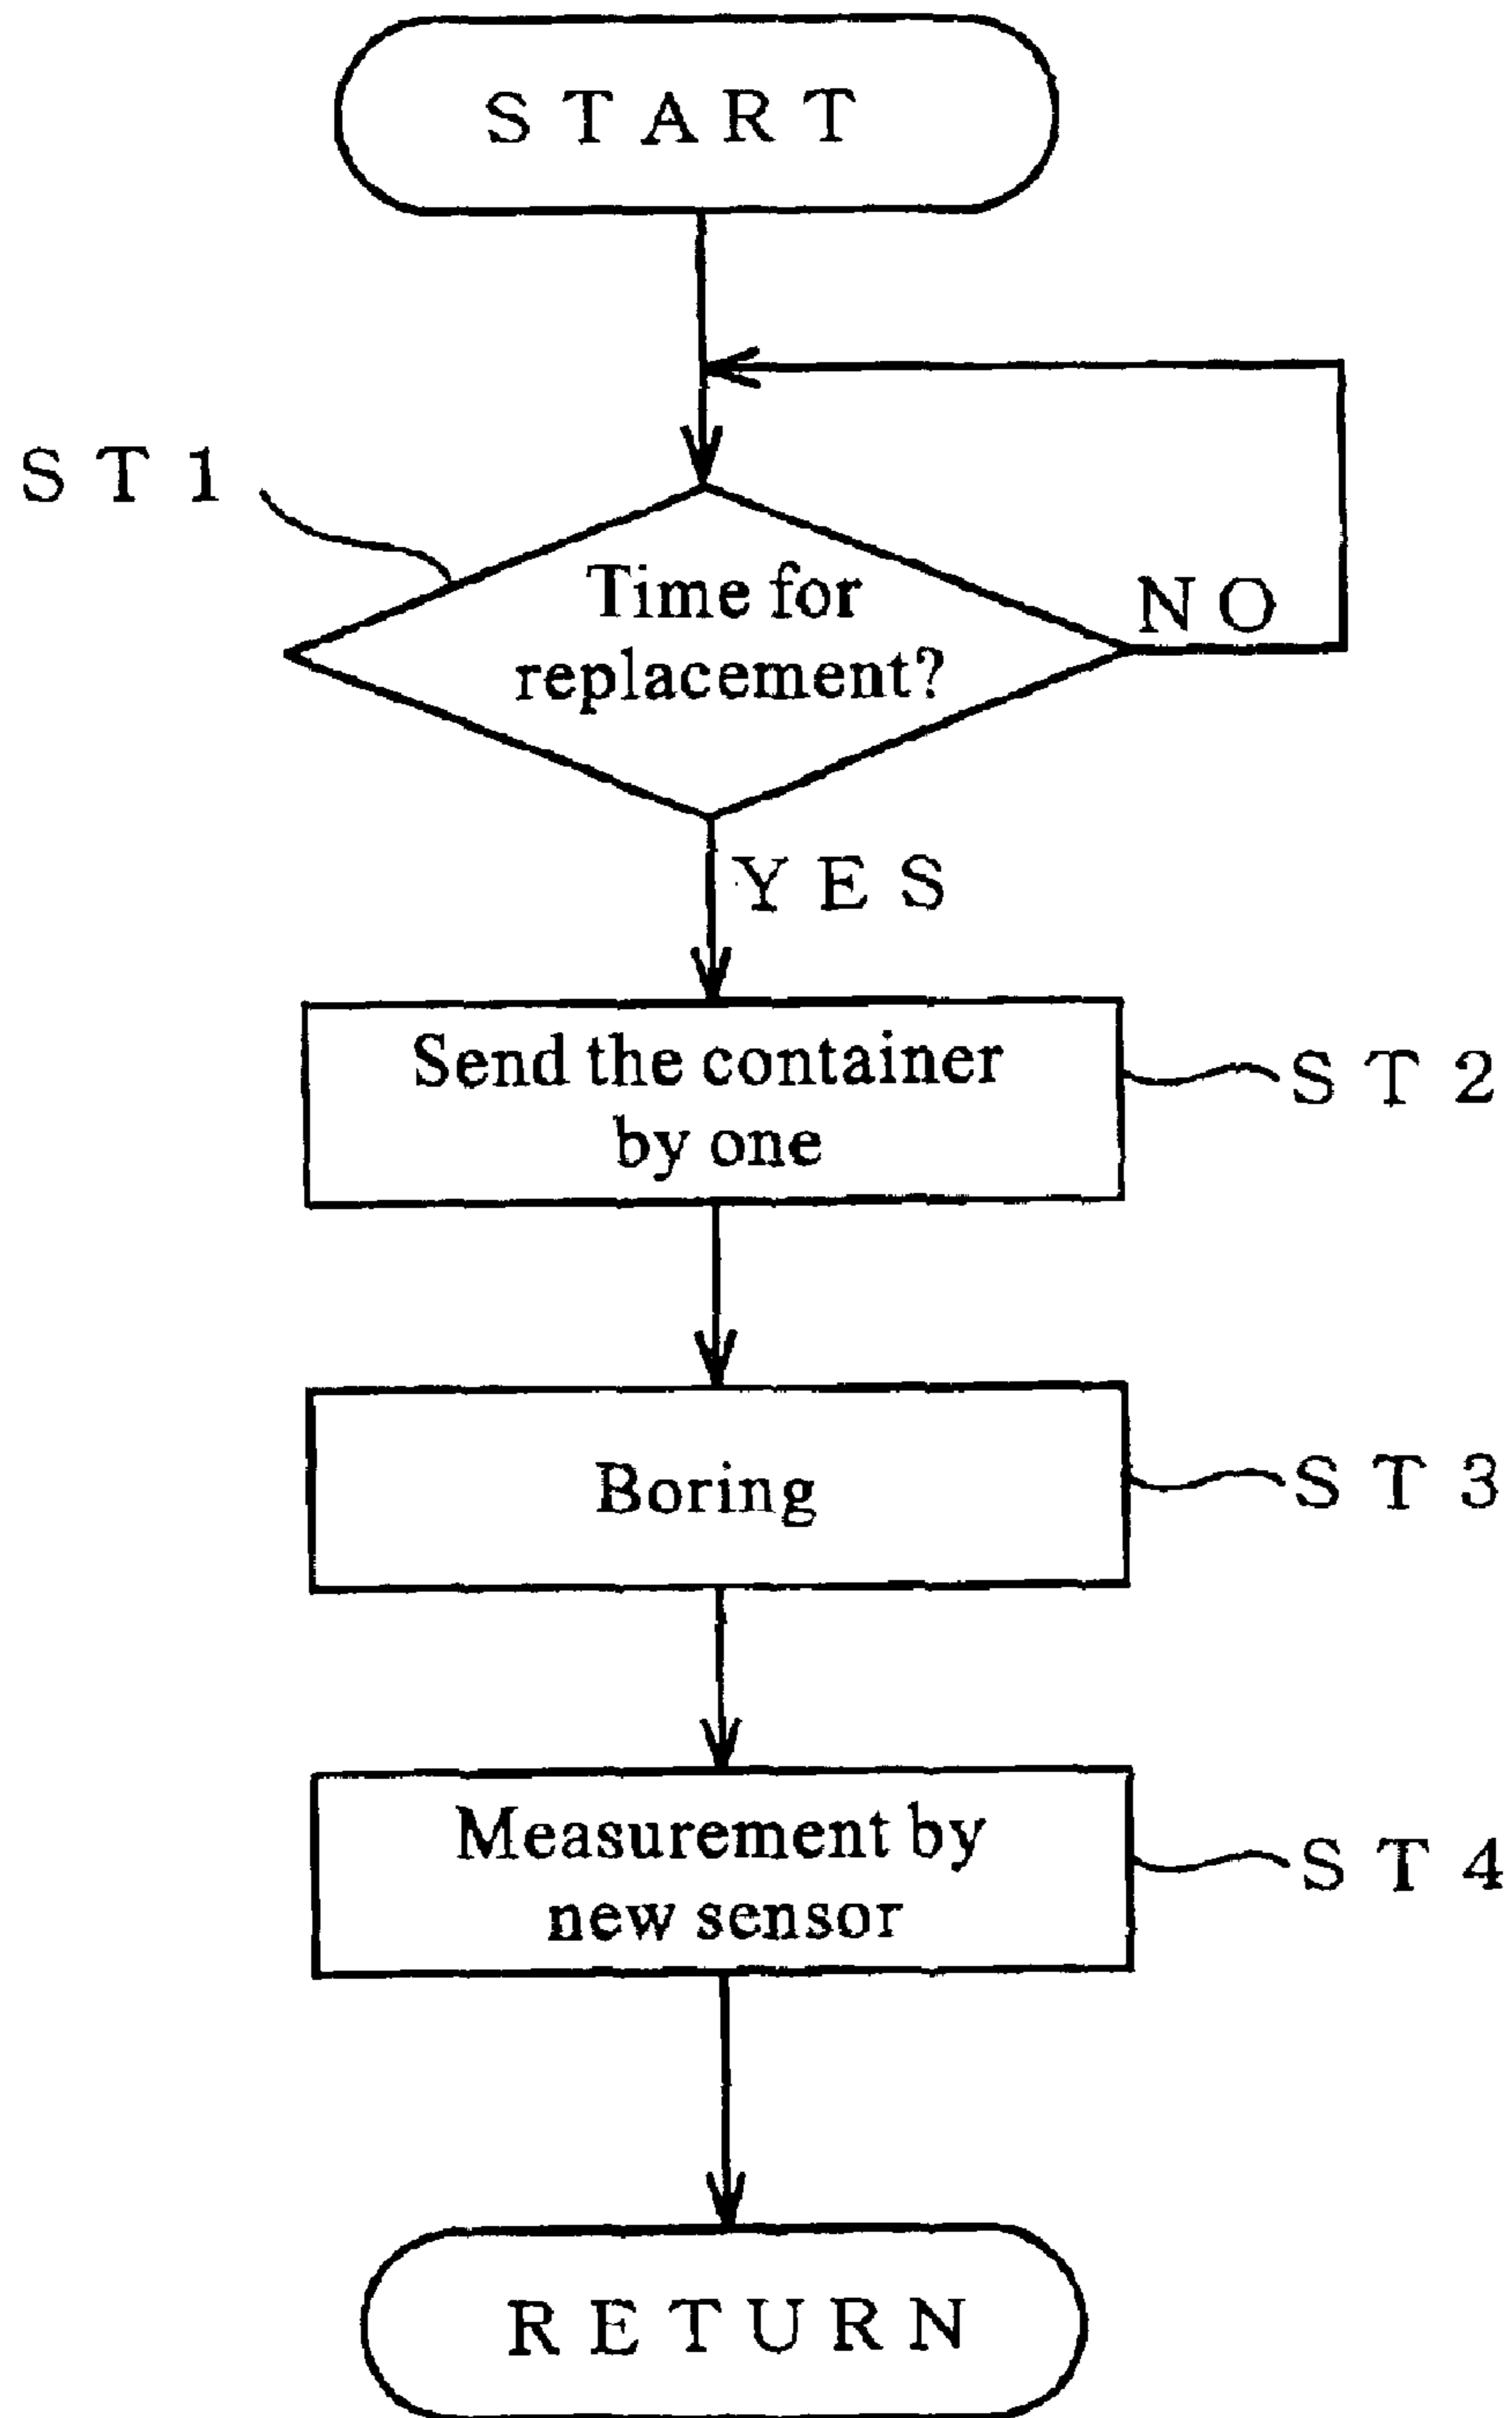 START
ST1
Time for
replacement?
NO
YES
Send the container
by one
ST2
Boring
ST3
Measurement by
new sensor
ST4
RETURN